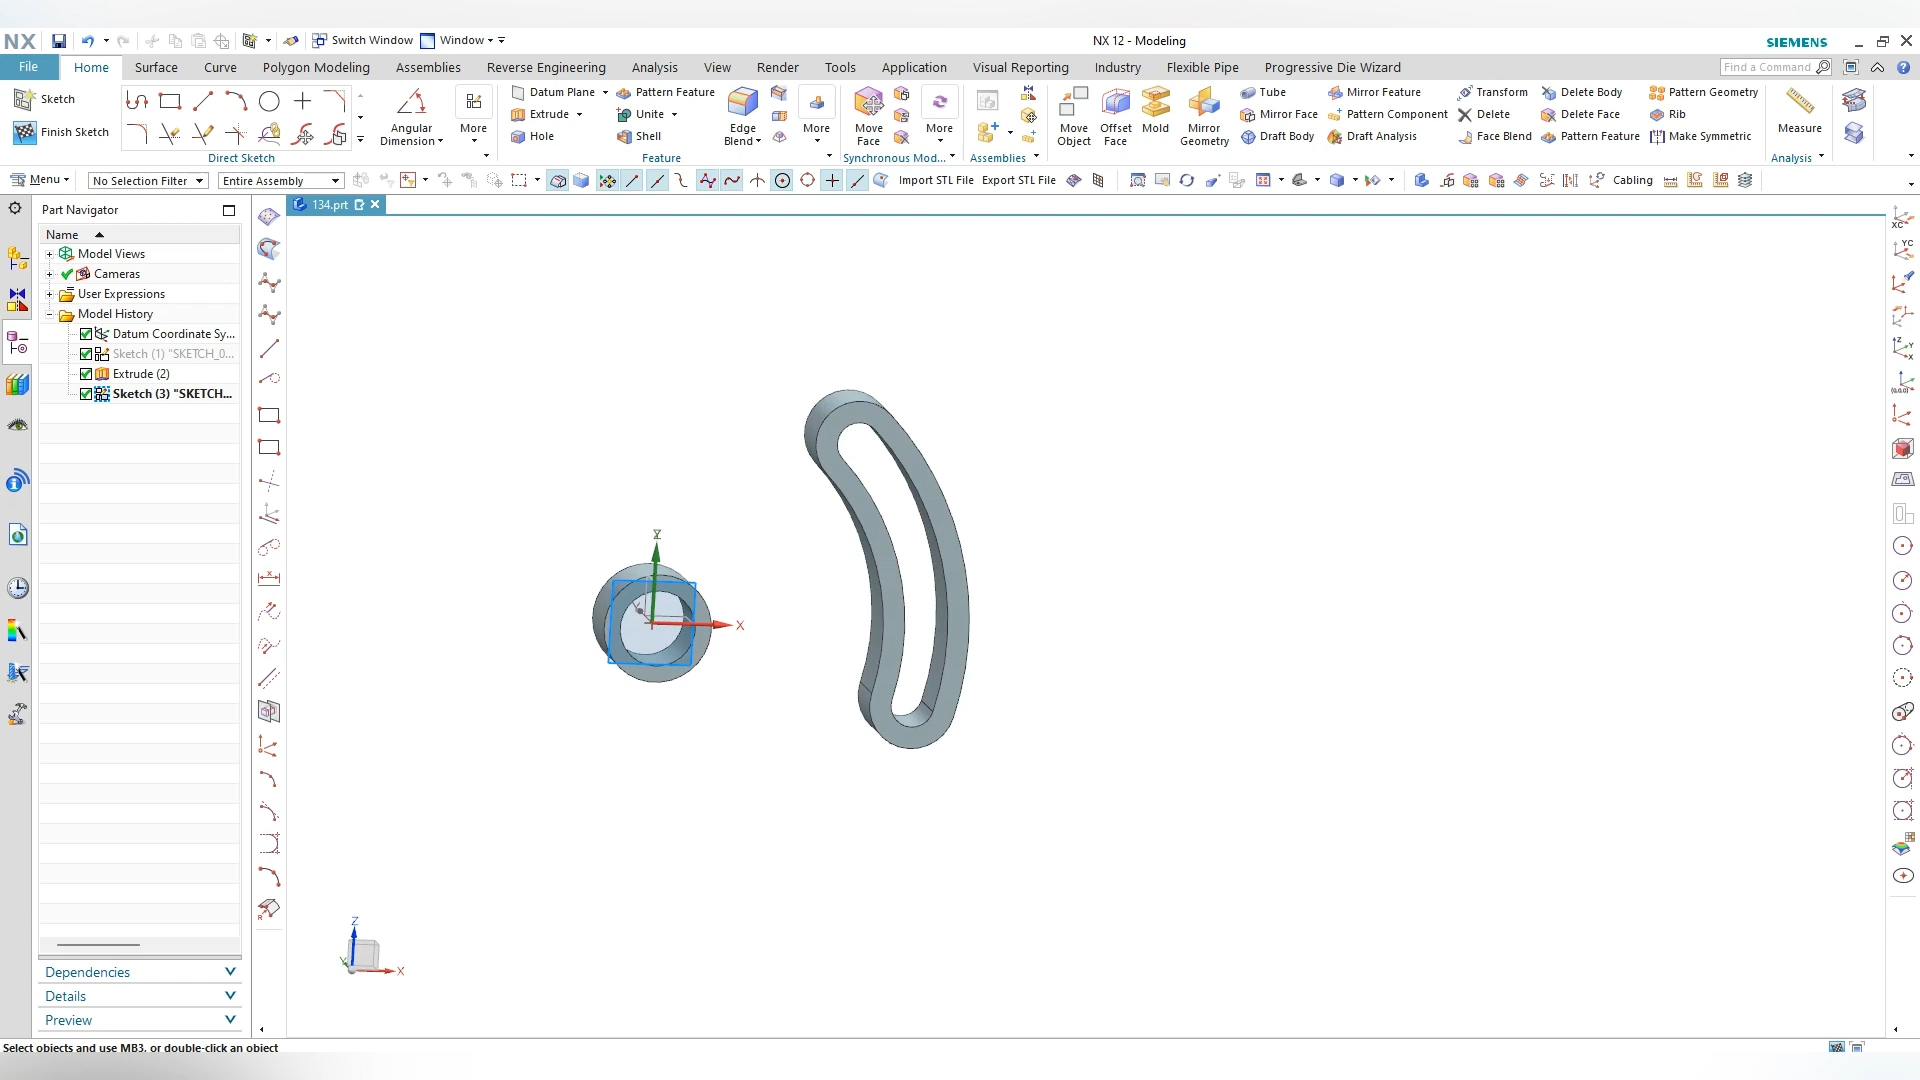 NX
Switch Window
Window
NX 12 - Modeling
SIEMENS
File
Home
Surface
Curve
Polygon Modeling
Assemblies
Reverse Engineering
Analysis
View
Render
Tools
Application
Visual Reporting
Industry
Flexible Pipe
Progressive Die Wizard
Find a Command
Sketch
Finish Sketch
Direct Sketch
Angular
Dimension
More
Datum Plane
Extrude
Hole
Pattern Feature
Unite
Shell
Feature
Edge
Blend
More
Move
Face
More
Synchronous Mod...
Assemblies
Move
Object
Offset
Face
Mold
Mirror
Geometry
Tube
Mirror Face
Draft Body
Mirror Feature
Pattern Component
Draft Analysis
Transform
Delete
Face Blend
Delete Body
Delete Face
Pattern Feature
Pattern Geometry
Rib
Make Symmetric
Measure
Analysis
Menu
No Selection Filter
Entire Assembly
Import STL File
Export STL File
Cabling
Part Navigator
134.prt
Name
Model Views
Cameras
User Expressions
Model History
Datum Coordinate Sy...
Sketch (1) "SKETCH_0...
Extrude (2)
Sketch (3) "SKETCH...
X
Z
X
XC
YC
Dependencies
Details
Preview
Select objects and use MB3, or double-click an object